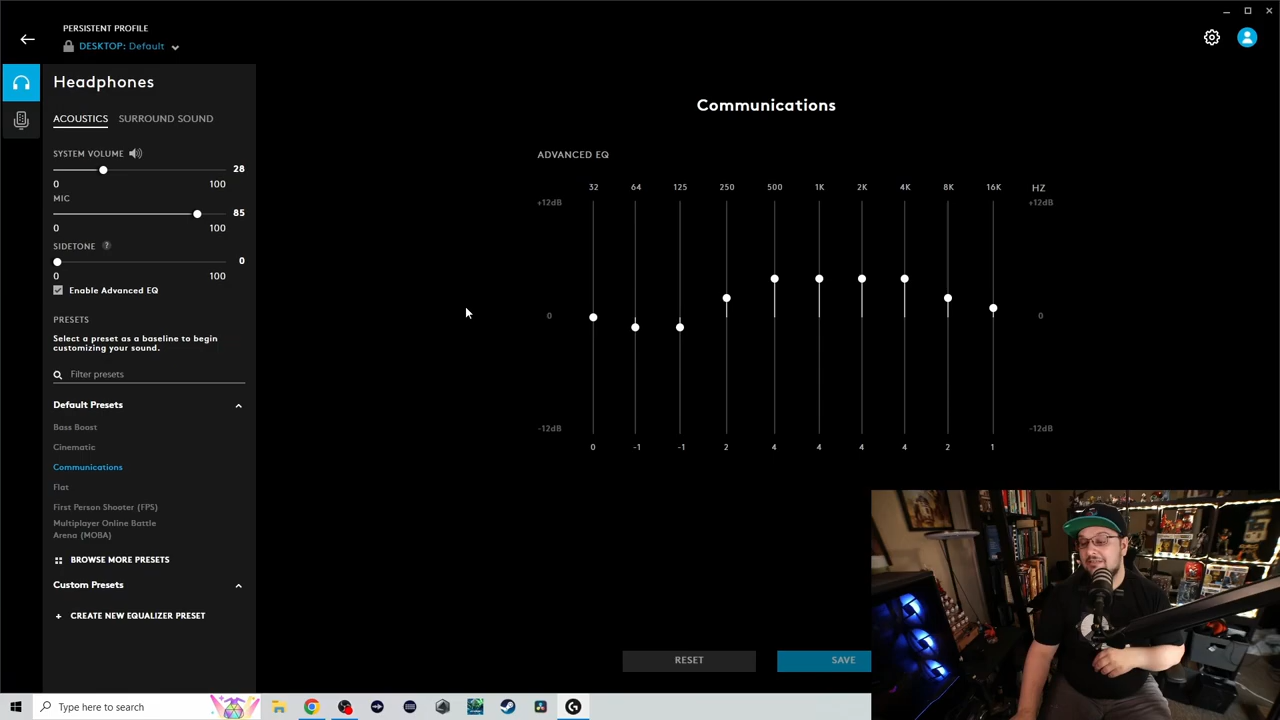 PERSISTENT PROFILE
DESKTOP: Default
Headphones
ACOUSTICS SURROUND SOUND
SYSTEM VOLUME
28
0 100
MIC
85
0 100
SIDETONE ?
0
0 100
Enable Advanced EQ
PRESETS
Select a preset as a baseline to begin
customizing your sound.
Filter presets
Default Presets
Bass Boost
Cinematic
Communications
Flat
First Person Shooter (FPS)
Multiplayer Online Battle
Arena (MOBA)
BROWSE MORE PRESETS
Custom Presets
+ CREATE NEW EQUALIZER PRESET
Communications
ADVANCED EQ
32 64 125 250 500 1K 2K 4K 8K 16K HZ
+12dB +12dB
0 0
-12dB -12dB
0 -1 -1 2 4 4 4 4 2 1
RESET SAVE
Type here to search